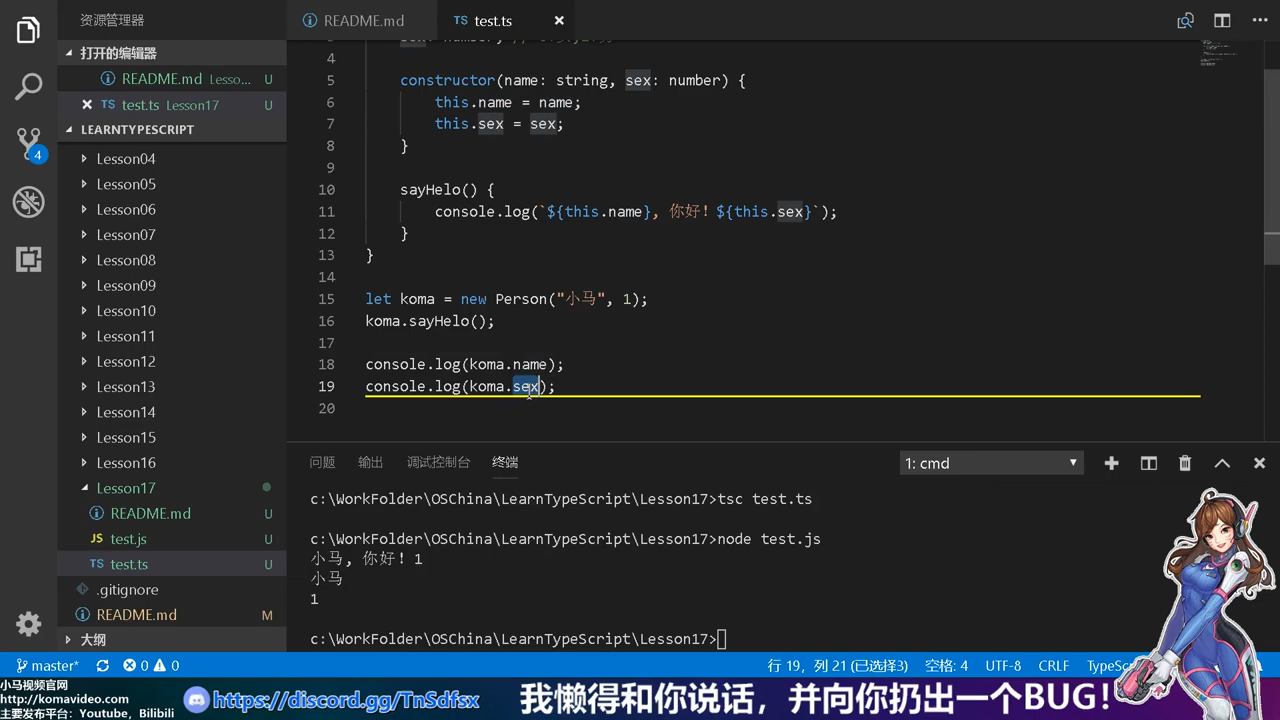 资源管理器
README.md
TS test.ts
打开的编辑器
README.md Lesso... U
TS test.ts Lesson17 U
LEARNTYPESCRIPT
Lesson04
Lesson05
Lesson06
Lesson07
Lesson08
Lesson09
Lesson10
Lesson11
Lesson12
Lesson13
Lesson14
Lesson15
Lesson16
Lesson17
README.md U
JS test.js U
TS test.ts U
.gitignore
README.md M
大纲
4
4
5 constructor(name: string, sex: number) {
6 this.name = name;
7 this.sex = sex;
8 }
9
10 sayHelo() {
11 console.log(`${this.name}, 你好! ${this.sex}`);
12 }
13 }
14
15 let koma = new Person("小马", 1);
16 koma.sayHelo();
17
18 console.log(koma.name);
19 console.log(koma.sex);
20
问题 输出 调试控制台 终端
1: cmd
c:\WorkFolder\OSChina\LearnTypeScript\Lesson17>tsc test.ts
c:\WorkFolder\OSChina\LearnTypeScript\Lesson17>node test.js
小马, 你好! 1
小马
1
c:\WorkFolder\OSChina\LearnTypeScript\Lesson17>
master* 0 0 行 19，列 21 (已选择3) 空格: 4 UTF-8 CRLF
小马视频官网
http://komavideo.com
主要发布平台: Youtube, Bilibili
https://discord.gg/TnSdfsx
我懒得和你说话，并向你扔出一个BUG!